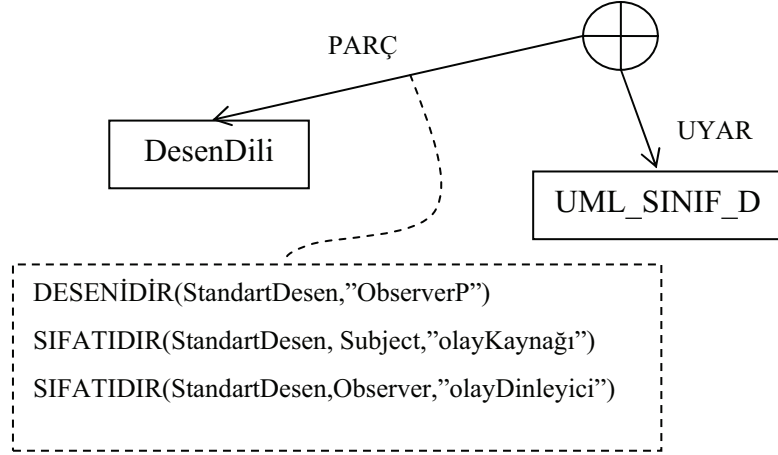 PARÇ
DesenDili
UYAR
UML_SINIF_D
DESENİDİR(StandartDesen,”ObserverP”)
SIFATIDIR(StandartDesen, Subject,”olayKaynağı”)
SIFATIDIR(StandartDesen,Observer,”olayDinleyici”)